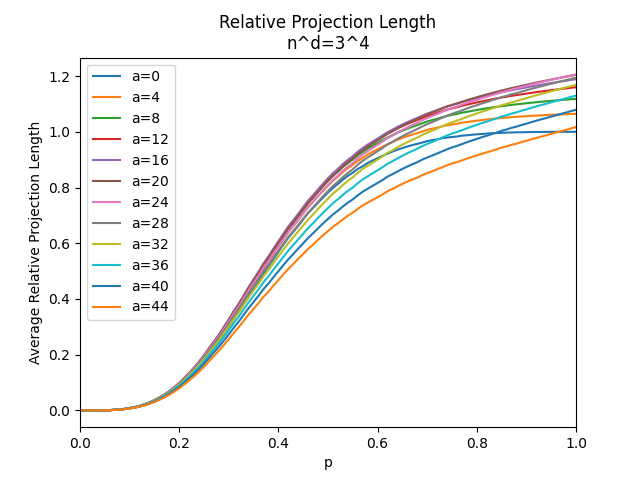 Relative Projection Length
n^d=3^4
Average Relative Projection Length
1.2
1.0
0.8
0.6
0.4
0.2
0.0
a=0
a=4
a=8
a=12
a=16
a=20
a=24
a=28
a=32
a=36
a=40
a=44
0.0 0.2 0.4 0.6 0.8 1.0
p